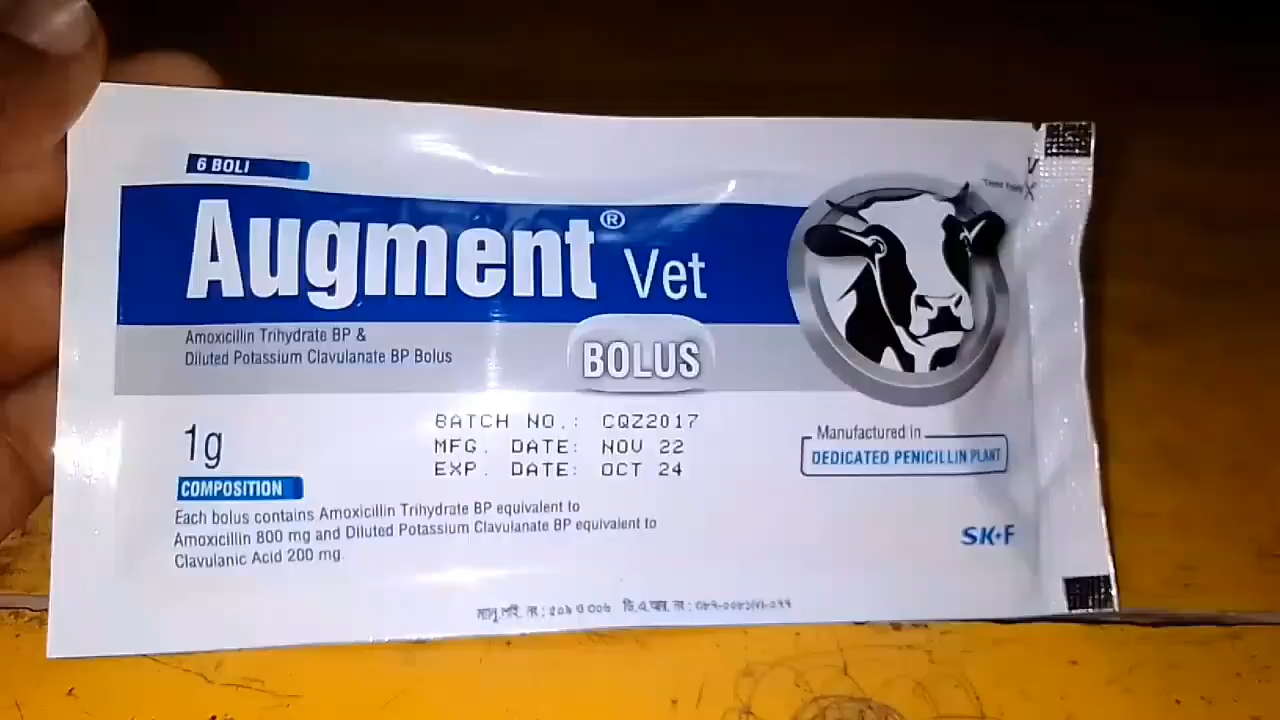 6 BOLI
Augment® Vet
Amoxicillin Trihydrate BP &
Diluted Potassium Clavulanate BP Bolus
BOLUS
1g
BATCH NO.: CQZ2017
MFG. DATE: NOV 22
EXP. DATE: OCT 24
Manufactured in
DEDICATED PENICILLIN PLANT
COMPOSITION
Each bolus contains Amoxicillin Trihydrate BP equivalent to
Amoxicillin 800 mg and Diluted Potassium Clavulanate BP equivalent to
Clavulanic Acid 200 mg.
SK+F